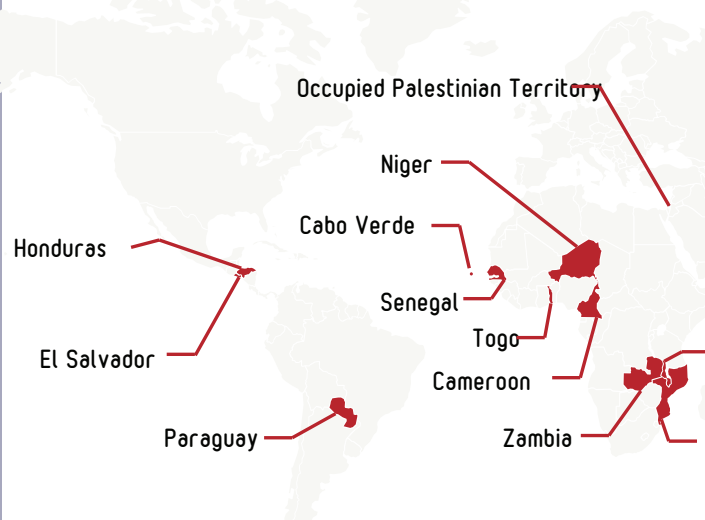 Occupied Palestinian Territory
Niger
Cabo Verde
Honduras
Senegal
Togo
El Salvador
Cameroon
Paraguay
Zambia